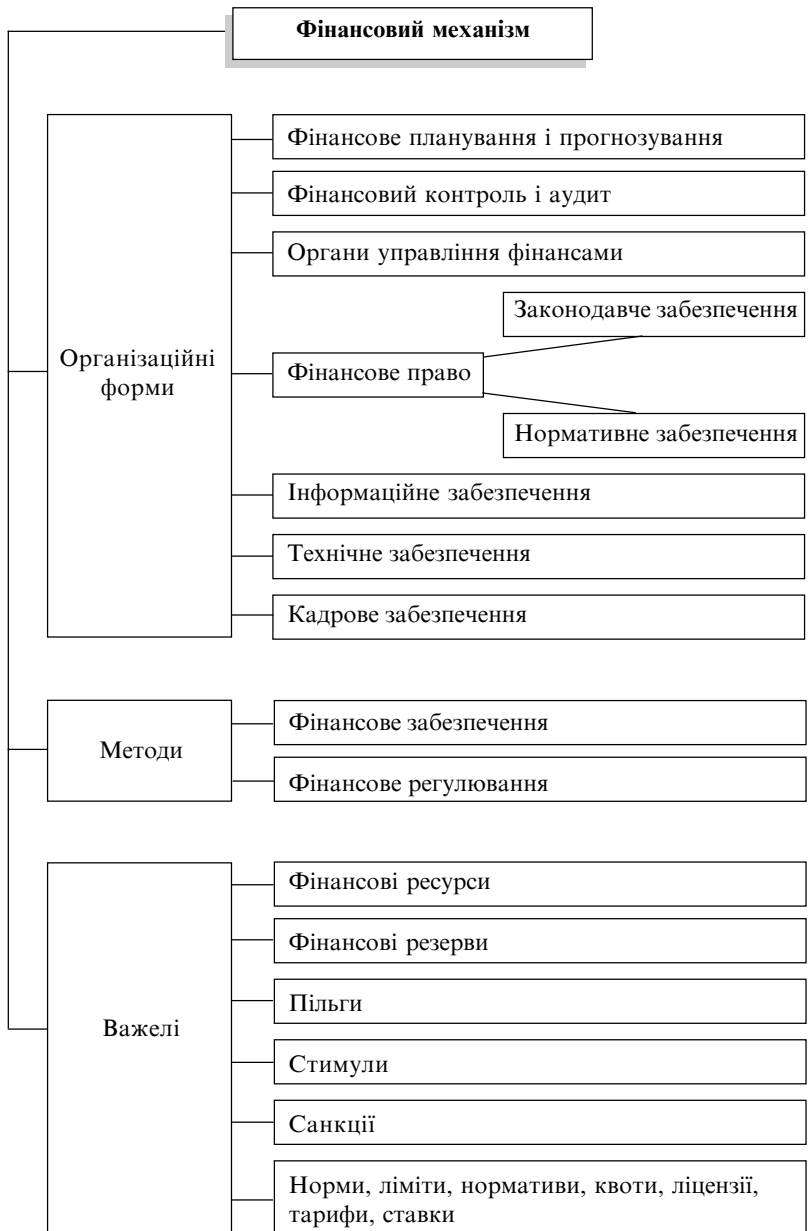 Фінансовий механізм
Організаційні
форми
Фінансове планування і прогнозування
Фінансовий контроль і аудит
Органи управління фінансами
Законодавче забезпечення
Фінансове право
Нормативне забезпечення
Інформаційне забезпечення
Технічне забезпечення
Кадрове забезпечення
Методи
Фінансове забезпечення
Фінансове регулювання
Важелі
Фінансові ресурси
Фінансові резерви
Пільги
Стимули
Санкції
Норми, ліміти, нормативи, квоти, ліцензії,
тарифи, ставки